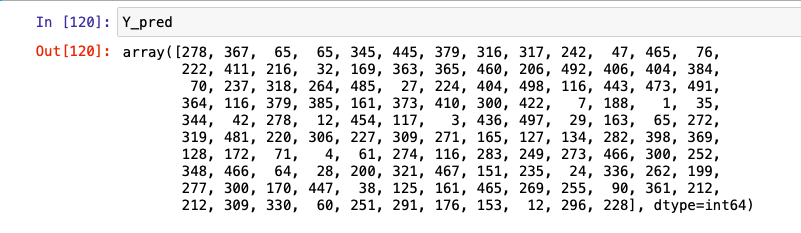 In [120]: Y_pred
Out[120]: array([278, 367,  65,  65, 345, 445, 379, 316, 317, 242,  47, 465,  76,
222, 411, 216,  32, 169, 363, 365, 460, 206, 492, 406, 404, 384,
70, 237, 318, 264, 485,  27, 224, 404, 498, 116, 443, 473, 491,
364, 116, 379, 385, 161, 373, 410, 300, 422,   7, 188,   1,  35,
344,  42, 278,  12, 454, 117,   3, 436, 497,  29, 163,  65, 272,
319, 481, 220, 306, 227, 309, 271, 165, 127, 134, 282, 398, 369,
128, 172,  71,   4,  61, 274, 116, 283, 249, 273, 466, 300, 252,
348, 466,  64,  28, 200, 321, 467, 151, 235,  24, 336, 262, 199,
277, 300, 170, 447,  38, 125, 161, 465, 269, 255,  90, 361, 212,
212, 309, 330,  60, 251, 291, 176, 153,  12, 296, 228], dtype=int64)